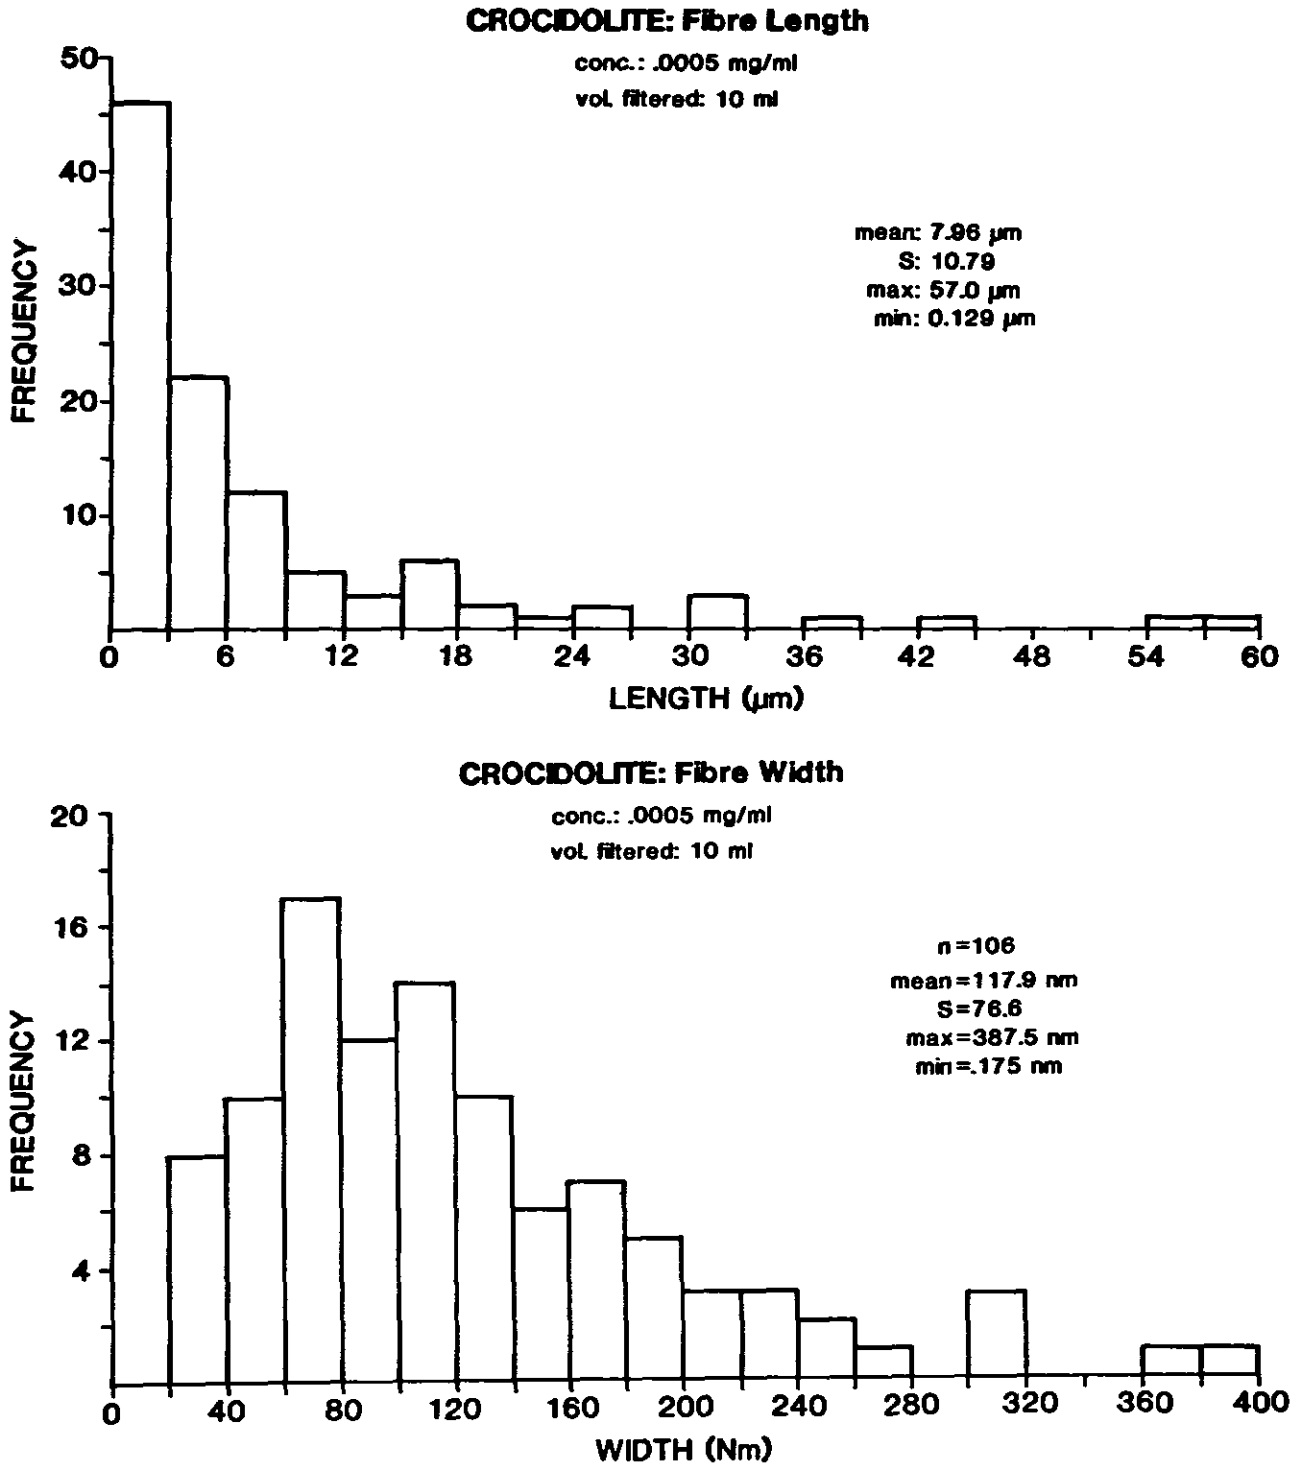 CROCIDOLITE: Fibre Length
conc.: .0005 mg/ml
vol. filtered: 10 ml
50
40
30
20
10
FREQUENCY
mean: 7.96 µm
S: 10.79
max: 57.0 µm
min: 0.129 µm
0 6 12 18 24 30 36 42 48 54 60
LENGTH (µm)
CROCIDOLITE: Fibre Width
conc.: .0005 mg/ml
vol. filtered: 10 ml
20
16
12
8
4
FREQUENCY
n=106
mean=117.9 nm
S=76.6
max=387.5 nm
min=.175 nm
0 40 80 120 160 200 240 280 320 360 400
WIDTH (Nm)